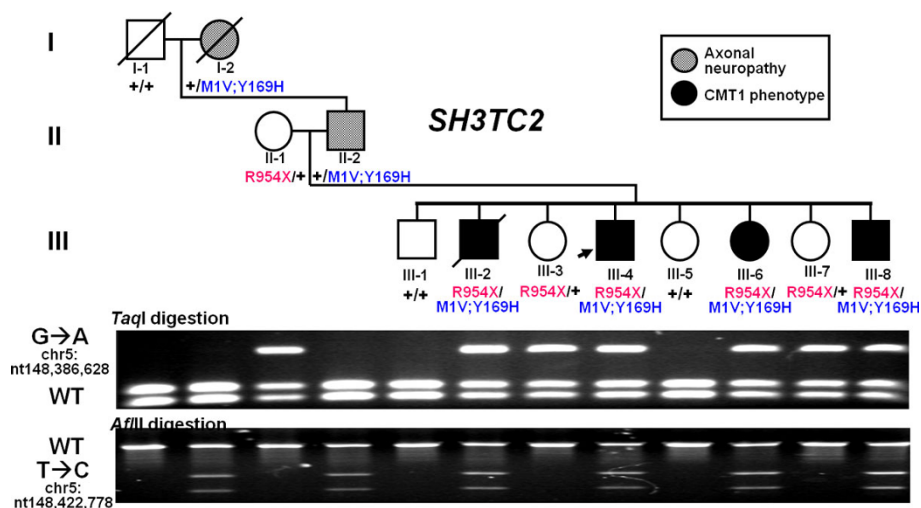 I
I-1
I-2
+/+
+/M1V;Y169H
Axonal
neuropathy
CMT1 phenotype
SH3TC2
II
II-1
II-2
R954X/+
+/M1V;Y169H
III
III-1
III-2
III-3
III-4
III-5
III-6
III-7
III-8
+/+
R954X/
M1V;Y169H
R954X/+
R954X/
M1V;Y169H
+/+
R954X/
M1V;Y169H
R954X/+
R954X/
M1V;Y169H
TaqI digestion
G→A
chr5:
nt148,386,628
WT
AflII digestion
WT
T→C
chr5:
nt148,422,778